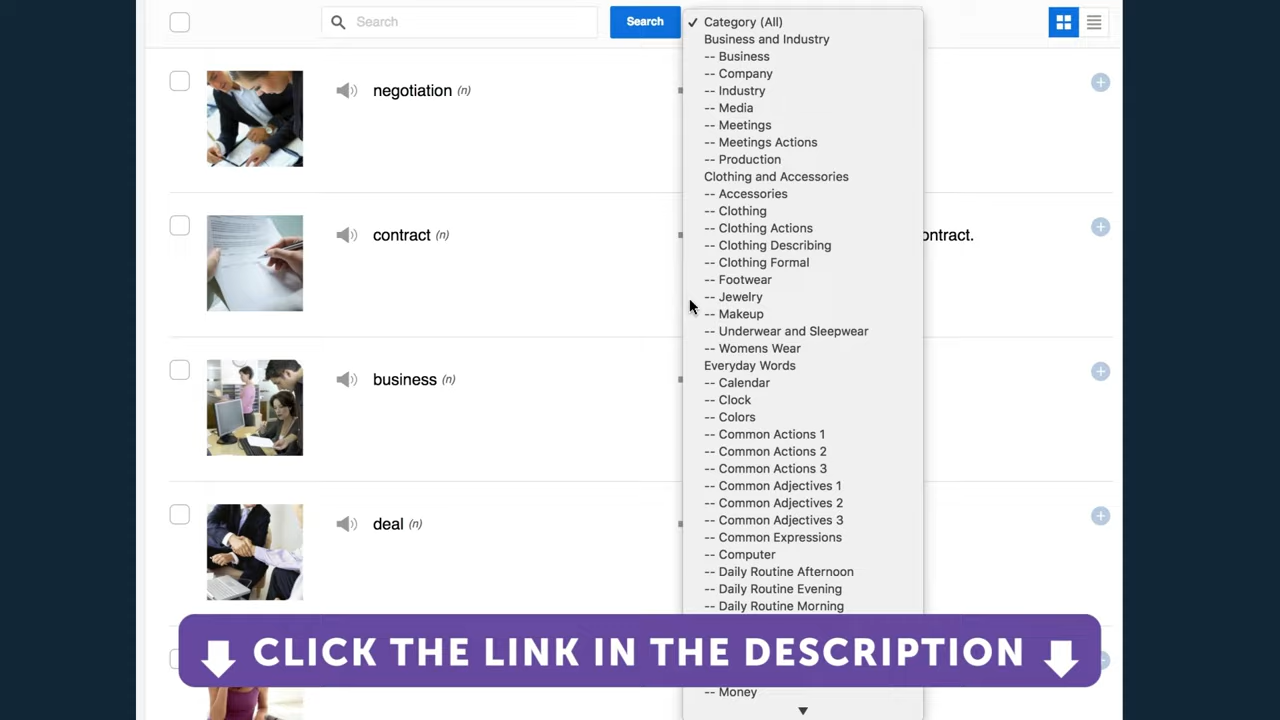 Search
Search
✓ Category (All)
Business and Industry
-- Business
-- Company
-- Industry
-- Media
-- Meetings
-- Meetings Actions
-- Production
Clothing and Accessories
-- Accessories
-- Clothing
-- Clothing Actions
-- Clothing Describing
-- Clothing Formal
-- Footwear
-- Jewelry
-- Makeup
-- Underwear and Sleepwear
-- Womens Wear
Everyday Words
-- Calendar
-- Clock
-- Colors
-- Common Actions 1
-- Common Actions 2
-- Common Actions 3
-- Common Adjectives 1
-- Common Adjectives 2
-- Common Adjectives 3
-- Common Expressions
-- Computer
-- Daily Routine Afternoon
-- Daily Routine Evening
-- Daily Routine Morning
-- Money
negotiation (n)
contract (n)
ontract.
business (n)
deal (n)
CLICK THE LINK IN THE DESCRIPTION